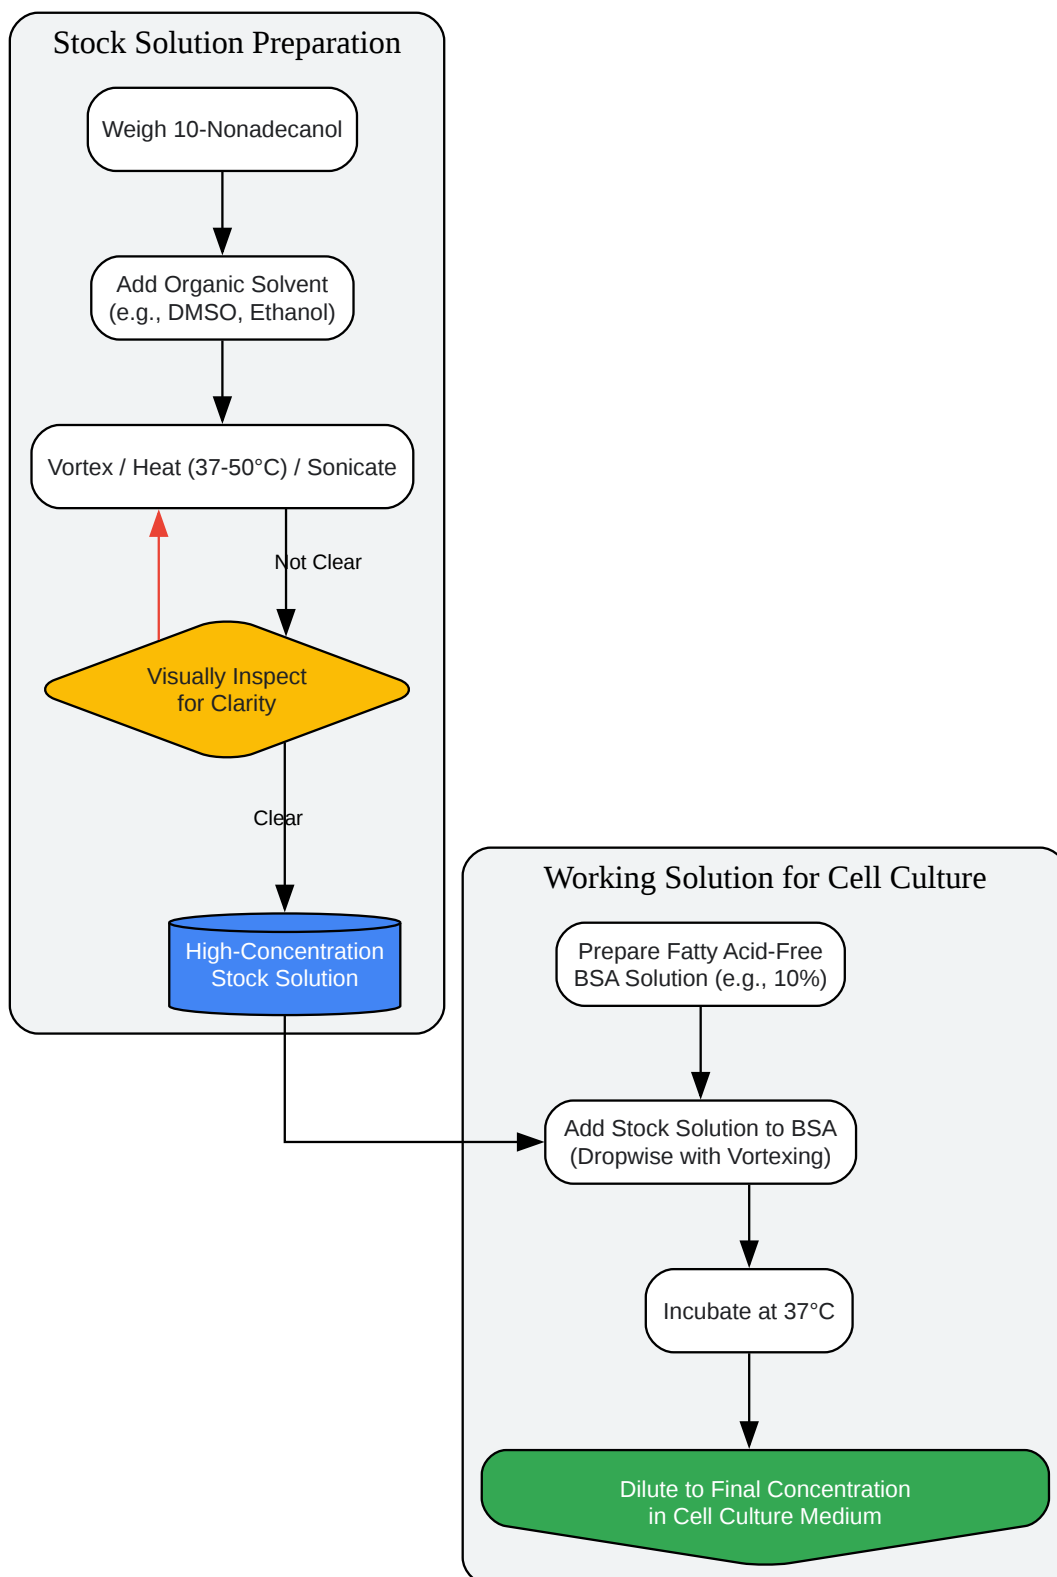 Stock Solution Preparation
Weigh 10-Nonadecanol
Add Organic Solvent
(e.g., DMSO, Ethanol)
Vortex / Heat (37-50°C) / Sonicate
Not Clear
Visually Inspect
for Clarity
Clear
High-Concentration
Stock Solution
Working Solution for Cell Culture
Prepare Fatty Acid-Free
BSA Solution (e.g., 10%)
Add Stock Solution to BSA
(Dropwise with Vortexing)
Incubate at 37°C
Dilute to Final Concentration
in Cell Culture Medium